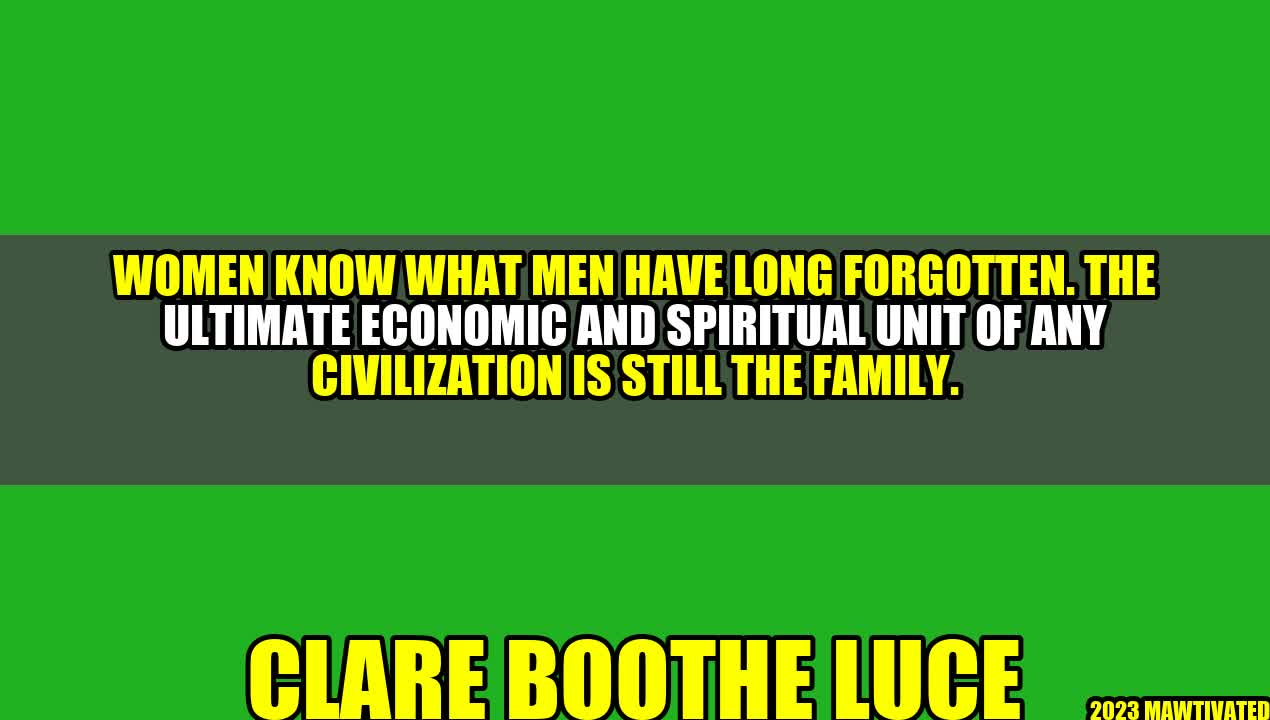 WOMEN KNOW WHAT MEN HAVE LONG FORGOTTEN. THE
ULTIMATE ECONOMIC AND SPIRITUAL UNIT OF ANY
CIVILIZATION IS STILL THE FAMILY.
CLARE BOOTHE LUCE
2023 MAWTIVATED